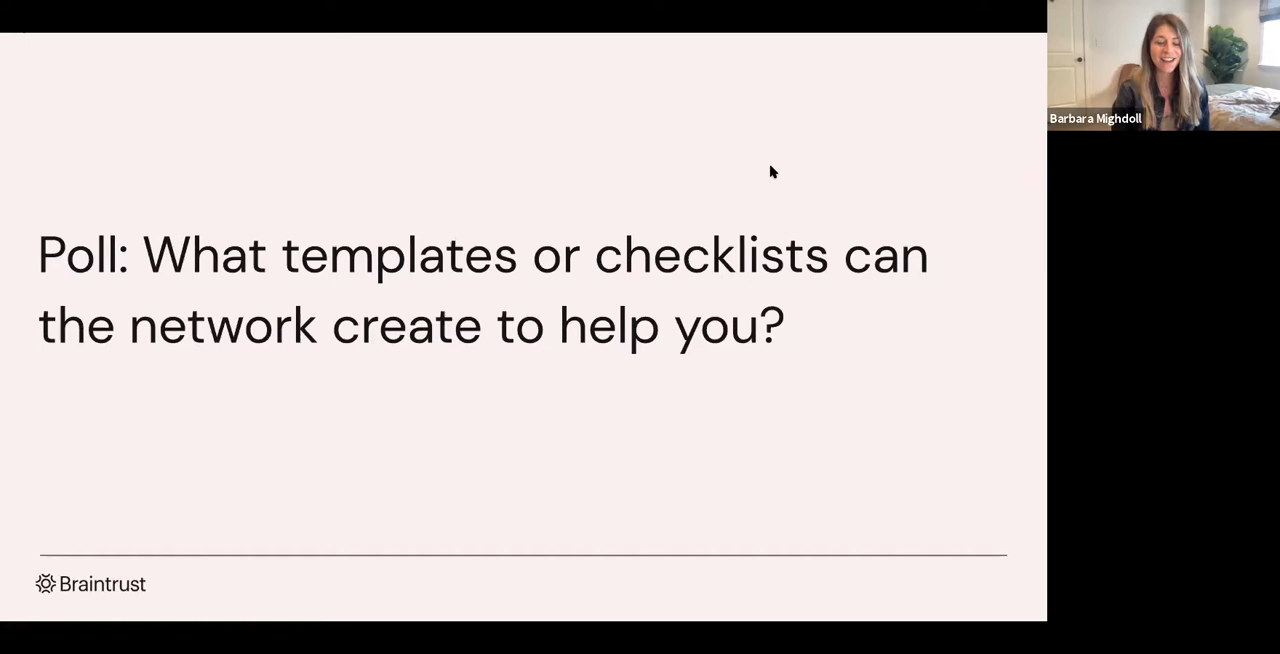 Barbara Mighdoll
Poll: What templates or checklists can
the network create to help you?
Braintrust